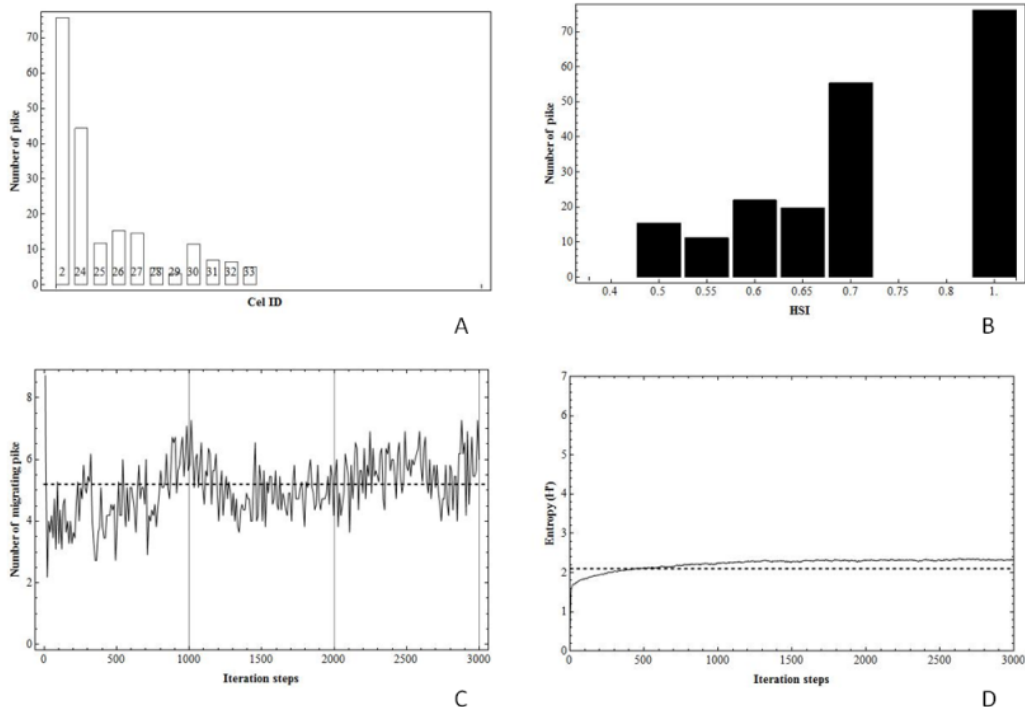 70
60
50
40
30
20
10
0
Number of pike
2 24 25 26 27 28 29 30 31 32 33
Cel ID
A
70
60
50
40
30
20
10
0
Number of pike
0.4 0.5 0.55 0.6 0.65 0.7 0.75 0.8 1.
HSI
B
8
6
4
2
0
Number of migrating pike
0 500 1000 1500 2000 2500 3000
Iteration steps
C
7
6
5
4
3
2
1
0
Entropy (H')
0 500 1000 1500 2000 2500 3000
Iteration steps
D